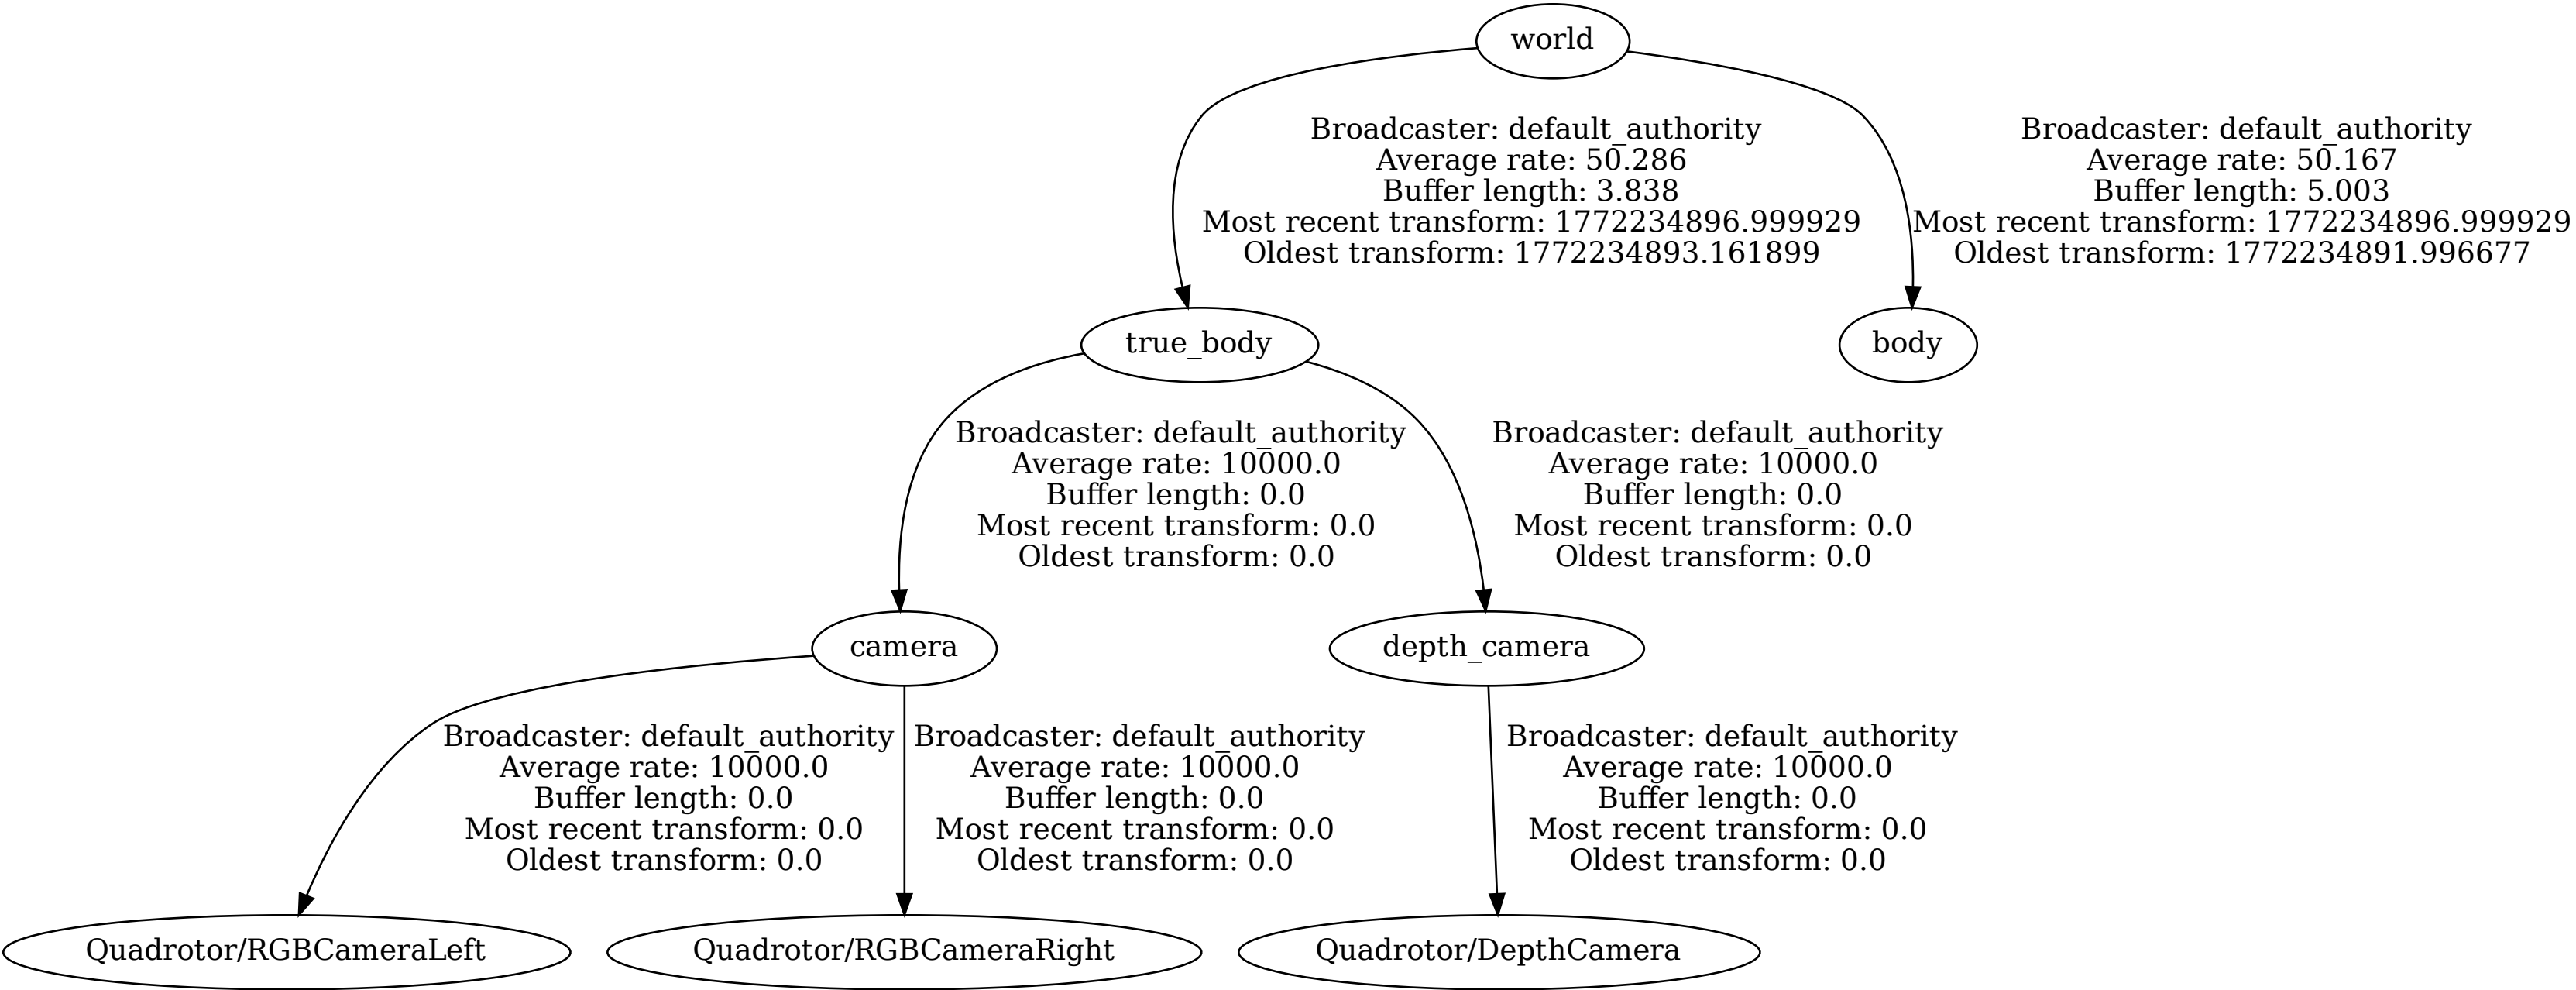 world
Broadcaster: default_authority
Average rate: 50.286
Buffer length: 3.838
Most recent transform: 1772234896.999929
Oldest transform: 1772234893.161899
Broadcaster: default_authority
Average rate: 50.167
Buffer length: 5.003
Most recent transform: 1772234896.999929
Oldest transform: 1772234891.996677
true_body
body
Broadcaster: default_authority
Average rate: 10000.0
Buffer length: 0.0
Most recent transform: 0.0
Oldest transform: 0.0
Broadcaster: default_authority
Average rate: 10000.0
Buffer length: 0.0
Most recent transform: 0.0
Oldest transform: 0.0
camera
depth_camera
Broadcaster: default_authority
Average rate: 10000.0
Buffer length: 0.0
Most recent transform: 0.0
Oldest transform: 0.0
Broadcaster: default_authority
Average rate: 10000.0
Buffer length: 0.0
Most recent transform: 0.0
Oldest transform: 0.0
Broadcaster: default_authority
Average rate: 10000.0
Buffer length: 0.0
Most recent transform: 0.0
Oldest transform: 0.0
Quadrotor/RGBCameraLeft
Quadrotor/RGBCameraRight
Quadrotor/DepthCamera